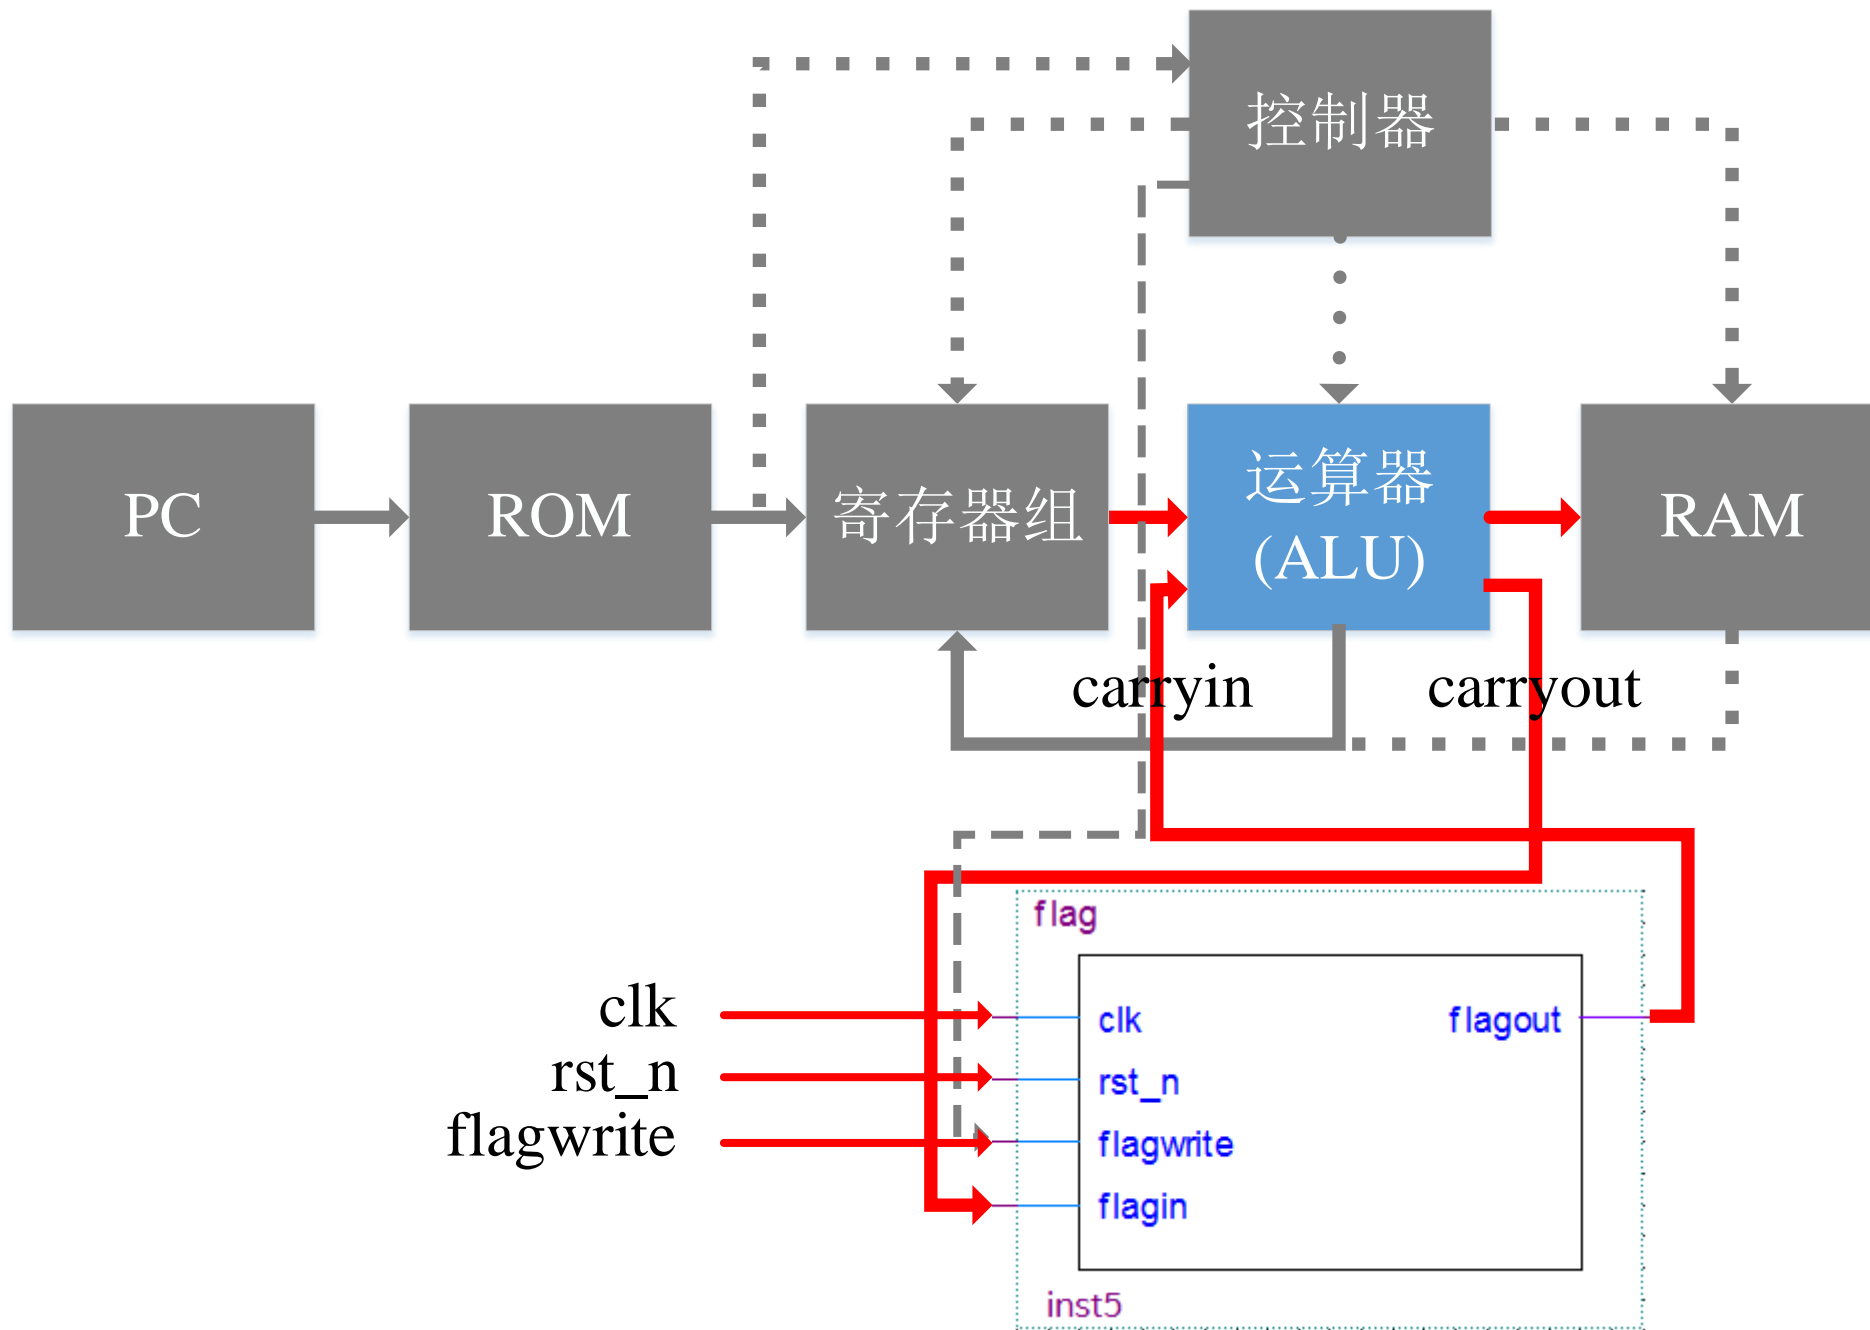 控制器
PC
ROM
寄存器组
运算器
(ALU)
RAM
carryin
carryout
flag
clk
rst_n
flagwrite
clk
rst_n
flagwrite
flagin
flagout
inst5